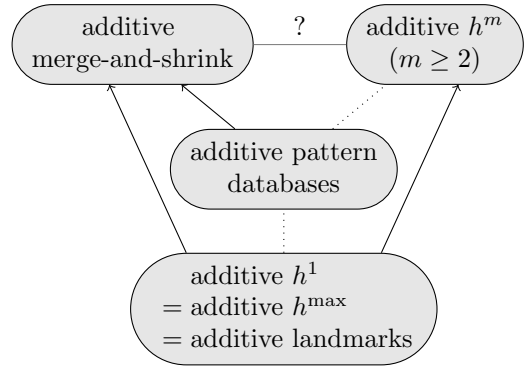 additive
merge-and-shrink
?
additive h^m
(m ≥ 2)
additive pattern
databases
additive h^1
= additive h^max
= additive landmarks